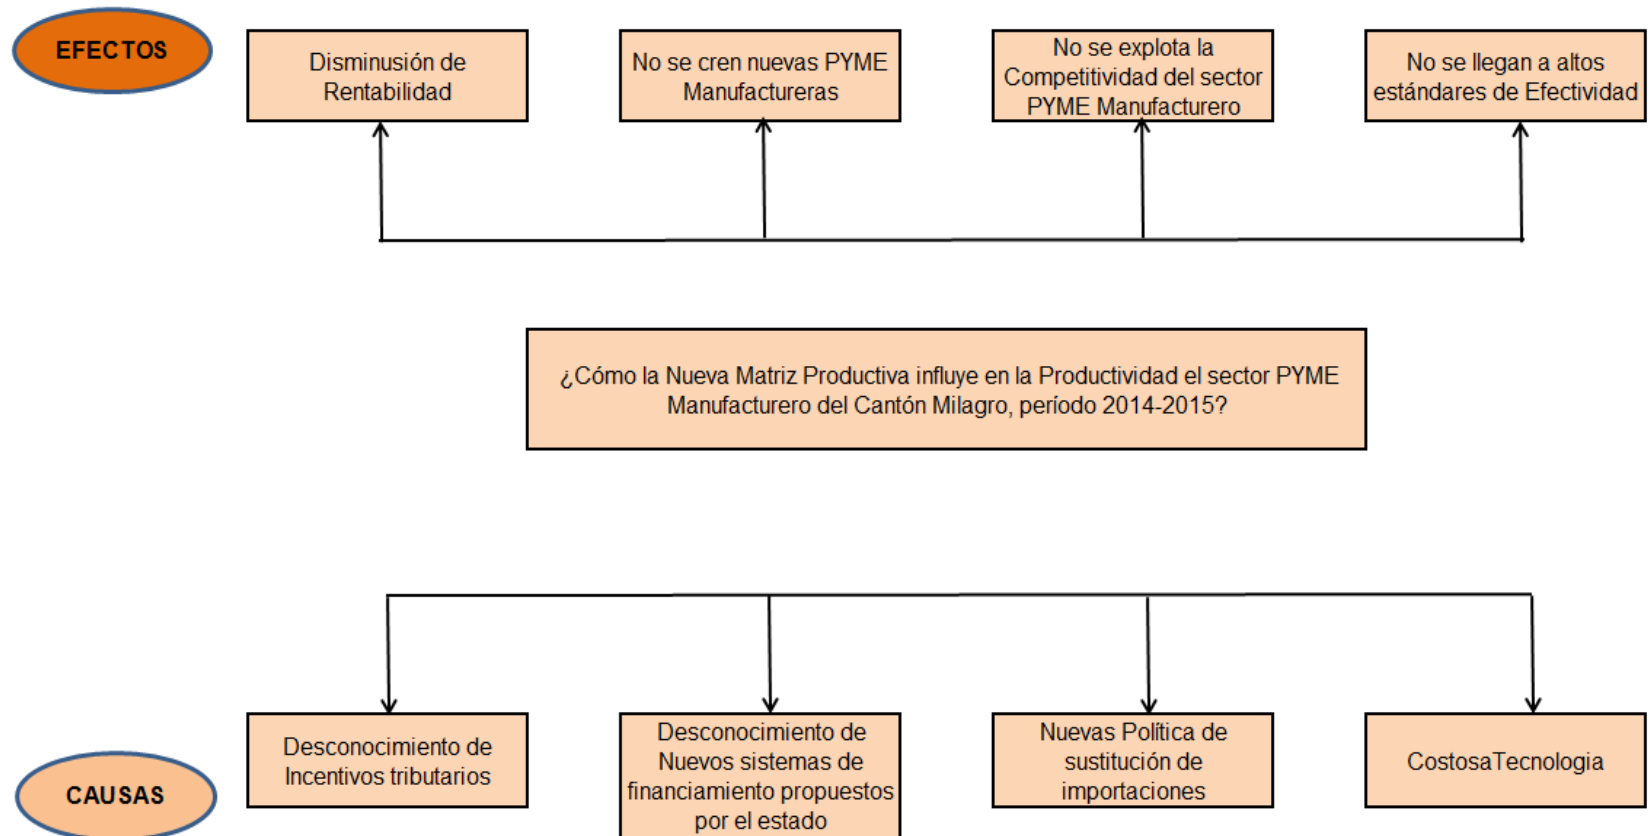 EFECTOS
Disminusión de
Rentabilidad
No se cren nuevas PYME
Manufactureras
No se explota la
Competitividad del sector
PYME Manufacturero
No se llegan a altos
estándares de Efectividad
¿Cómo la Nueva Matriz Productiva influye en la Productividad el sector PYME
Manufacturero del Cantón Milagro, período 2014-2015?
Desconocimiento de
Incentivos tributarios
Desconocimiento de
Nuevos sistemas de
financiamiento propuestos
por el estado
Nuevas Política de
sustitución de
importaciones
CostosaTecnologia
CAUSAS